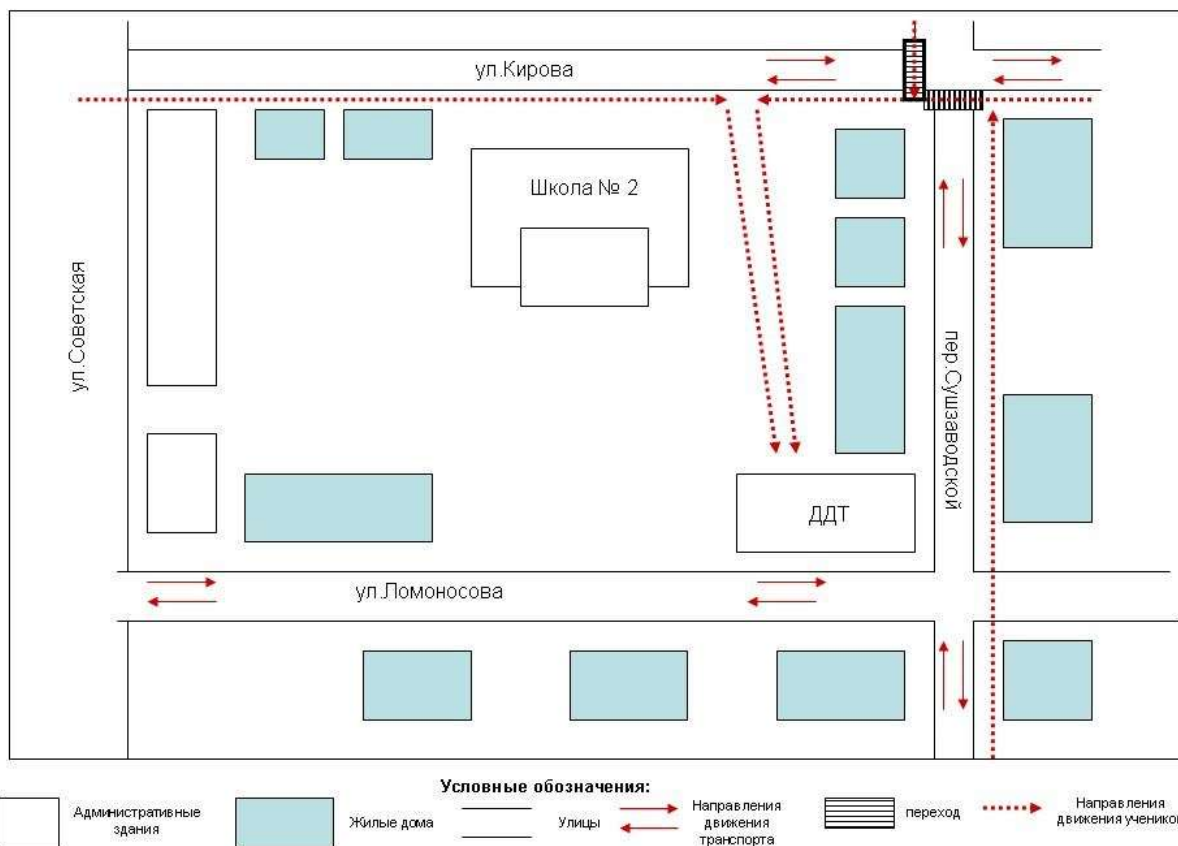 ул.Кирова
Школа № 2
ул.Советская
пер.Сушзаводской
ДДТ
ул.Ломоносова
Условные обозначения:
Административные
здания
Жилые дома
Улицы
Направления
движения
транспорта
переход
Направления
движения учеников